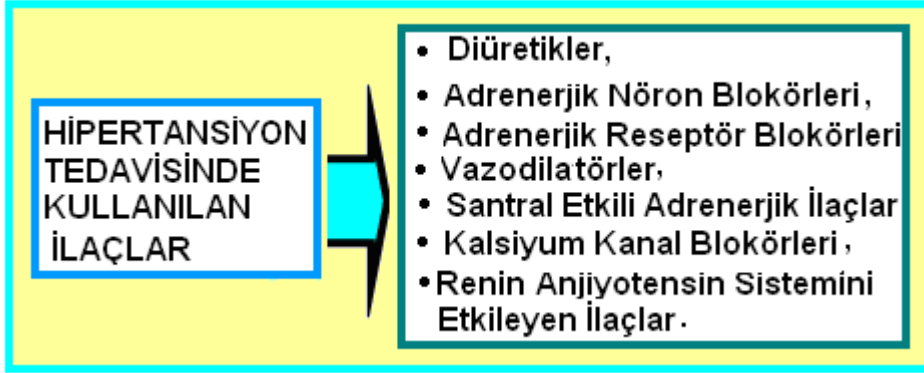 HİPERTANSİYON
TEDAVİSİNDE
KULLANILAN
İLAÇLAR
• Diüretikler,
• Adrenerjik Nöron Blokörleri,
• Adrenerjik Reseptör Blokörleri
• Vazodilatörler,
• Santral Etkili Adrenerjik İlaçlar
• Kalsiyum Kanal Blokörleri,
• Renin Anjiyotensin Sistemini
Etkileyen İlaçlar.